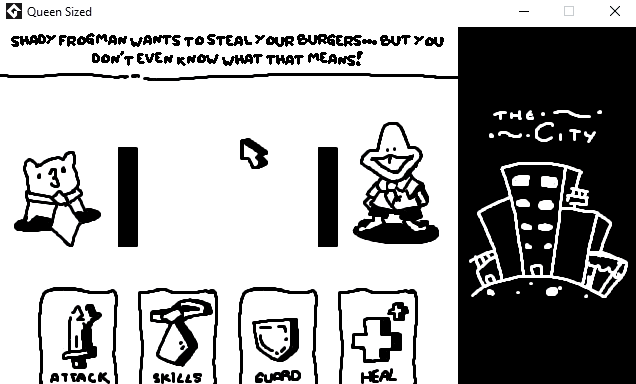 Queen Sized
SHADY FROGMAN WANTS TO STEAL YOUR BURGERS... BUT YOU
DON'T EVEN KNOW WHAT THAT MEANS!
THE
CITY
ATTACK
SKILLS
GUARD
HEAL